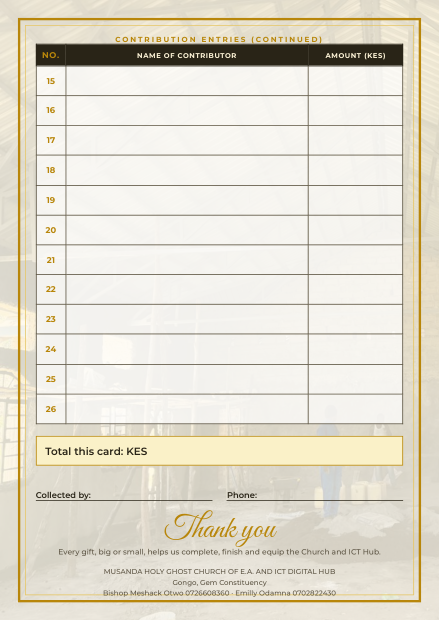 CONTRIBUTION ENTRIES (CONTINUED)
NO. NAME OF CONTRIBUTOR AMOUNT (KES)
15
16
17
18
19
20
21
22
23
24
25
26
Total this card: KES
Collected by: Phone:
Thank you
Every gift, big or small, helps us complete, finish and equip the Church and ICT Hub.
MUSANDA HOLY GHOST CHURCH OF E.A. AND ICT DIGITAL HUB
Gongo, Gem Constituency
Bishop Meshack Otwo 0726608360 · Emilly Odamna 0702822430